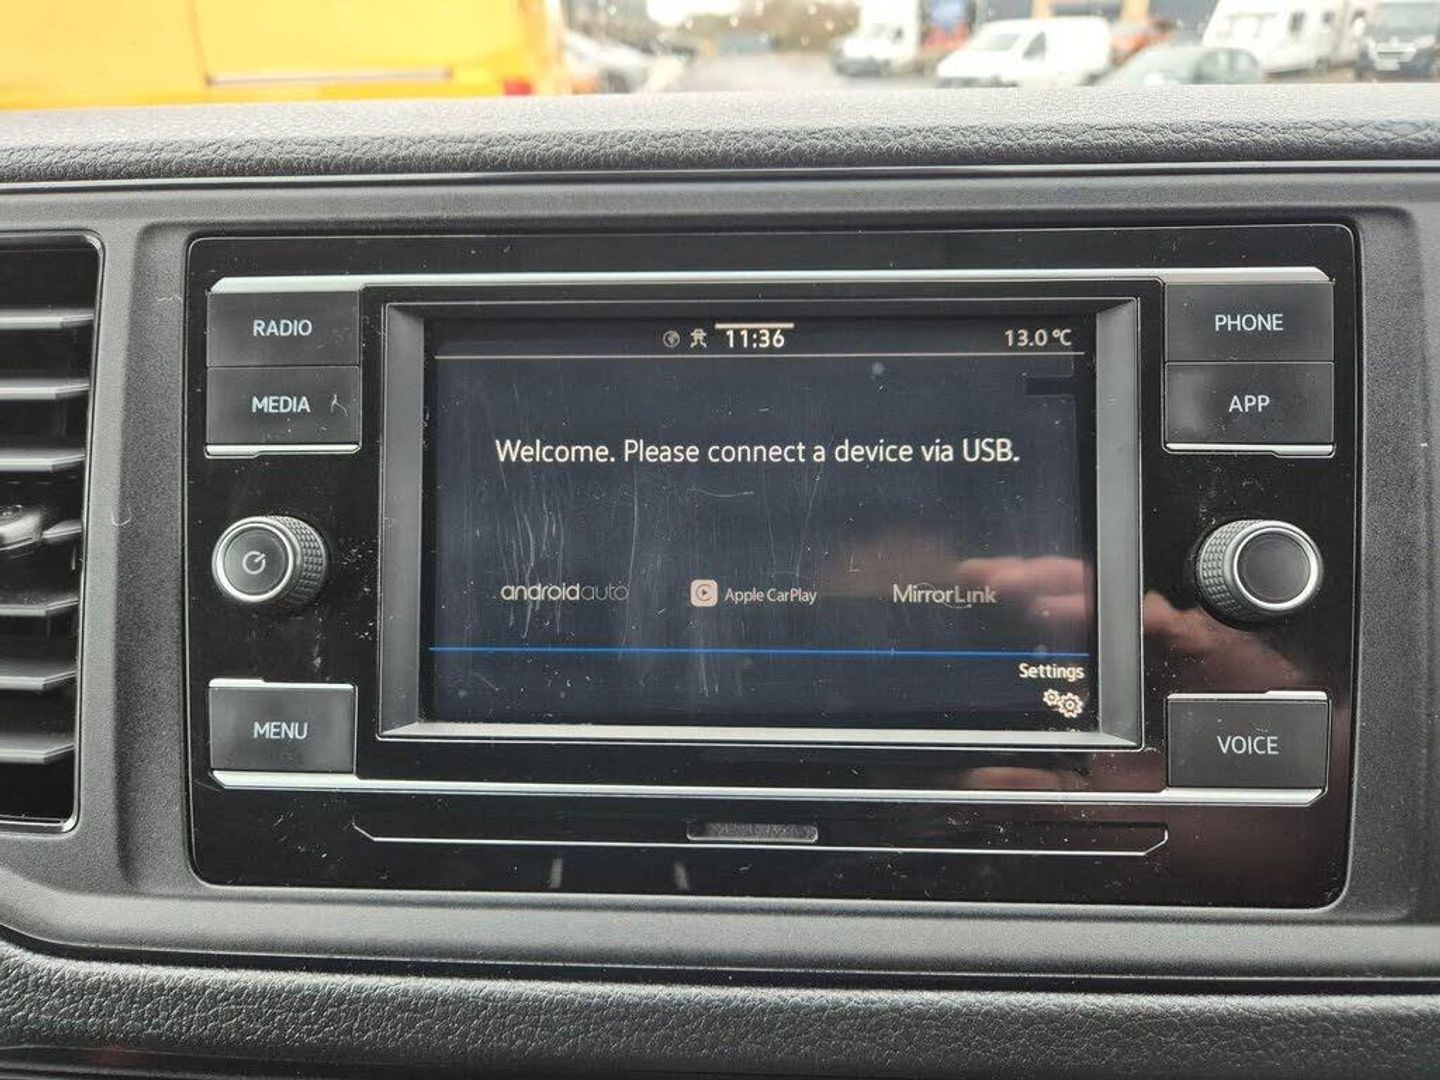 RADIO
MEDIA
MENU
11:36
13.0 °C
Welcome. Please connect a device via USB.
androidauto
Apple CarPlay
MirrorLink
Settings
PHONE
APP
VOICE